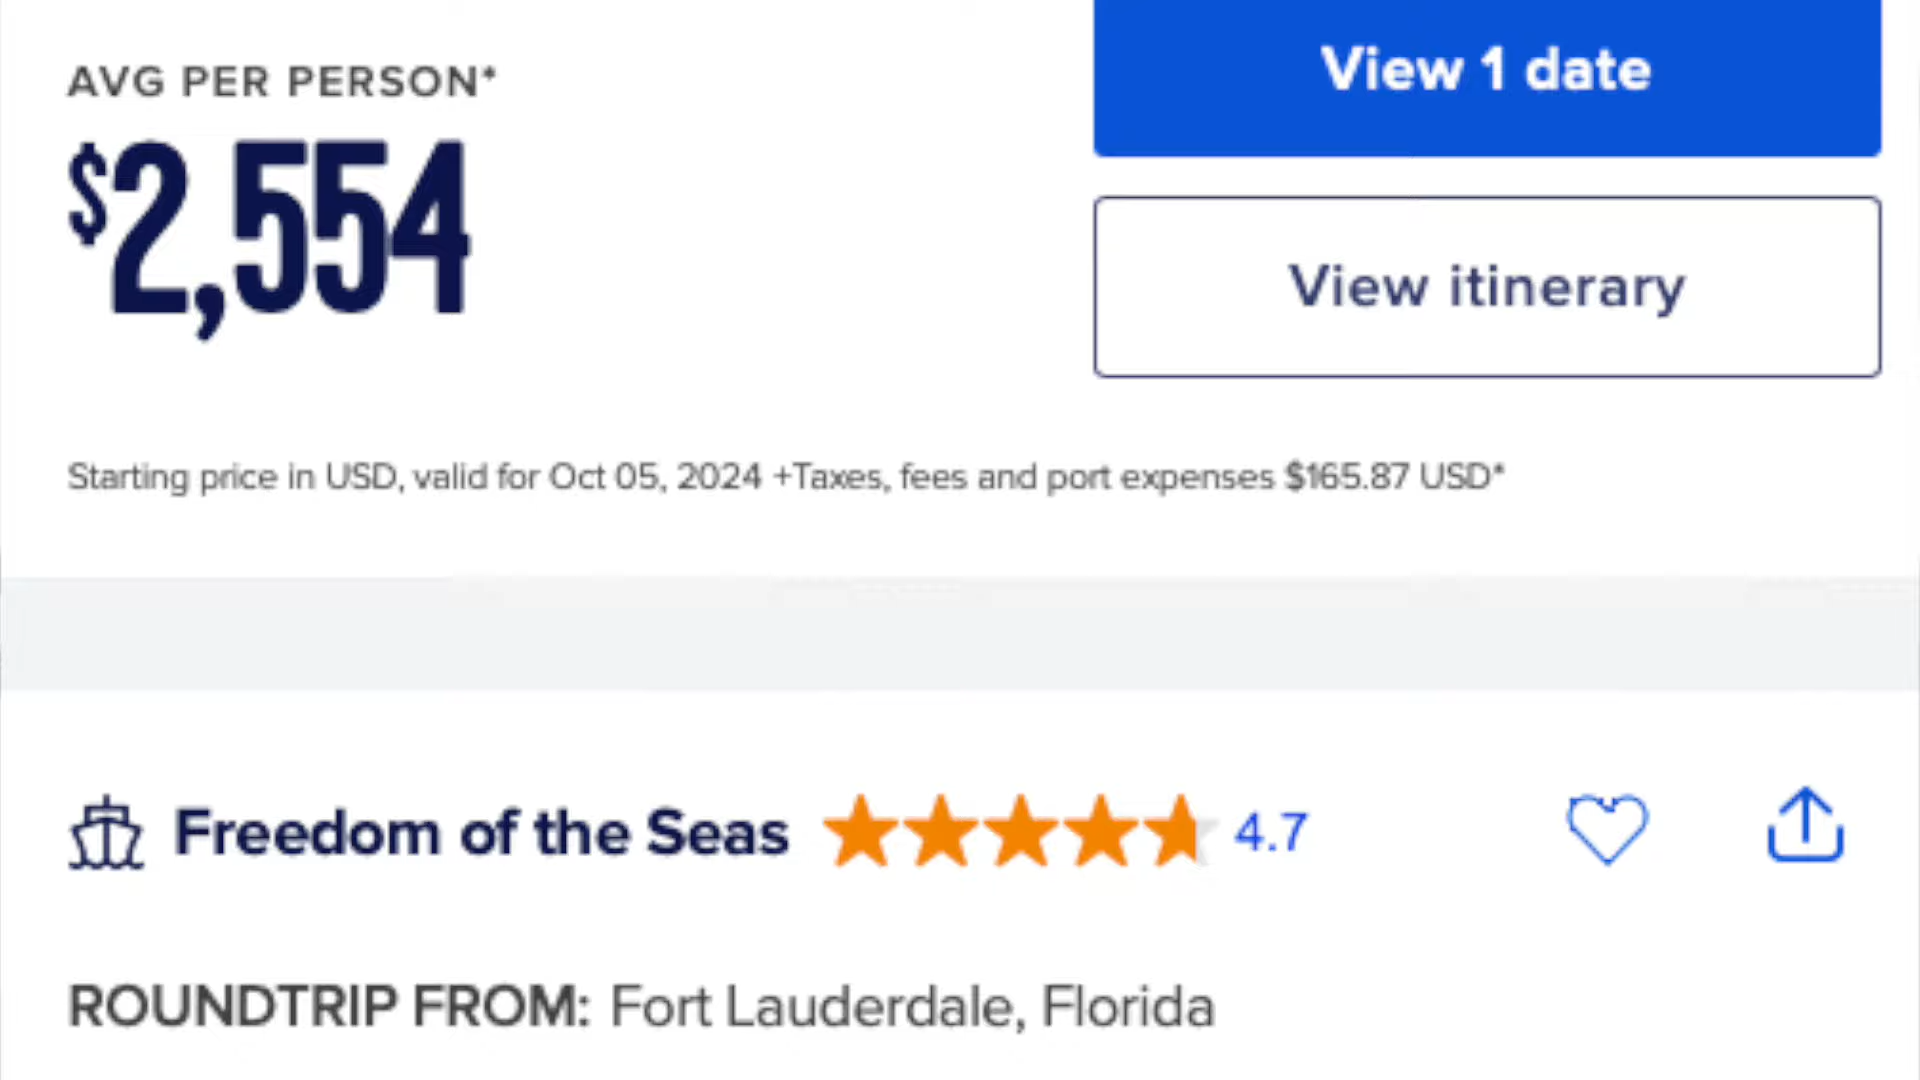 View 1 date
AVG PER PERSON*
$2,554
View itinerary
Starting price in USD, valid for Oct 05, 2024 +Taxes, fees and port expenses $165.87 USD*
Freedom of the Seas 4.7
ROUNDTRIP FROM: Fort Lauderdale, Florida